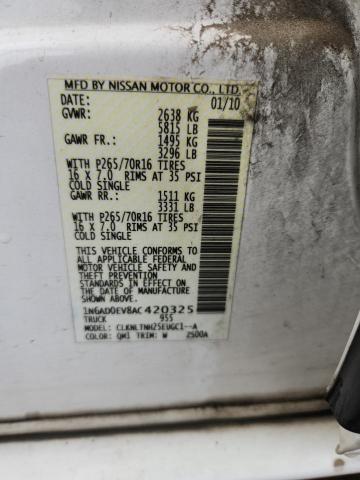 MFD BY NISSAN MOTOR CO., LTD.
DATE: 01/10
GVWR: 2638 KG
5815 LB
GAWR FR.: 1495 KG
3296 LB
WITH P265/70R16 TIRES
16 X 7.0 RIMS AT 35 PSI
COLD SINGLE
GAWR RR.: 1511 KG
3331 LB
WITH P265/70R16 TIRES
16 X 7.0 RIMS AT 35 PSI
COLD SINGLE
THIS VEHICLE CONFORMS TO
ALL APPLICABLE FEDERAL
MOTOR VEHICLE SAFETY AND
THEFT PREVENTION STANDARDS
IN EFFECT ON THE DATE OF
MANUFACTURE SHOWN ABOVE.
1N6AD0EV8AC420325
TRUCK 955
MODEL: CLKNLTNH25EUGC1--A
COLOR: QM1 TRIM: W 2500A